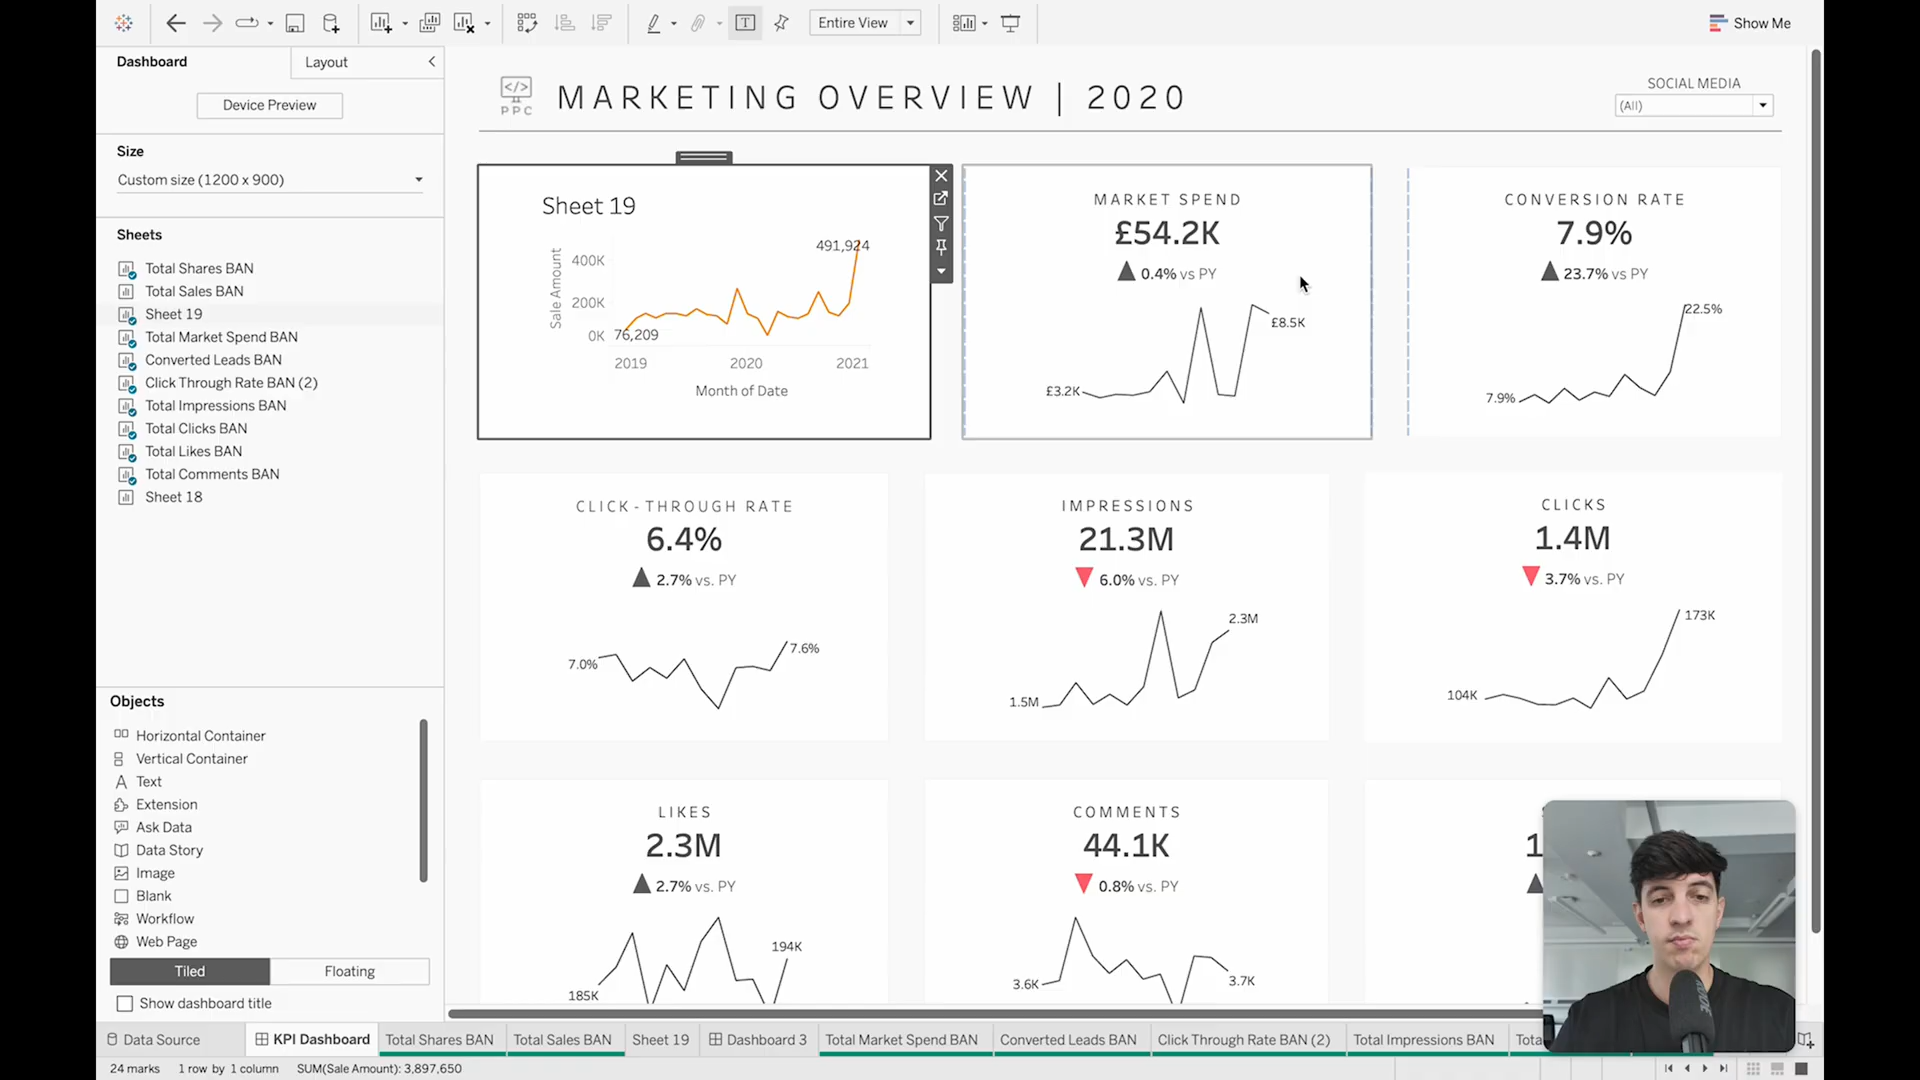 Entire View
Show Me
Dashboard
Layout
Device Preview
Size
Custom size (1200 x 900)
Sheets
Total Shares BAN
Total Sales BAN
Sheet 19
Total Market Spend BAN
Converted Leads BAN
Click Through Rate BAN (2)
Total Impressions BAN
Total Clicks BAN
Total Likes BAN
Total Comments BAN
Sheet 18
Objects
Horizontal Container
Vertical Container
Text
Extension
Ask Data
Data Story
Image
Blank
Workflow
Web Page
Tiled
Floating
Show dashboard title
PPC
MARKETING OVERVIEW | 2020
SOCIAL MEDIA
(All)
Sheet 19
491,924
400K
200K
0K
76,209
Sale Amount
2019
2020
2021
Month of Date
MARKET SPEND
£54.2K
0.4% vs PY
£8.5K
£3.2K
CONVERSION RATE
7.9%
23.7% vs PY
22.5%
7.9%
CLICK-THROUGH RATE
6.4%
2.7% vs. PY
7.6%
7.0%
IMPRESSIONS
21.3M
6.0% vs. PY
2.3M
1.5M
CLICKS
1.4M
3.7% vs. PY
173K
104K
LIKES
2.3M
2.7% vs. PY
194K
185K
COMMENTS
44.1K
0.8% vs. PY
3.6K
3.7K
1
Data Source
KPI Dashboard
Total Shares BAN
Total Sales BAN
Sheet 19
Dashboard 3
Total Market Spend BAN
Converted Leads BAN
Click Through Rate BAN (2)
Total Impressions BAN
24 marks
1 row by 1 column
SUM(Sale Amount): 3,897,650